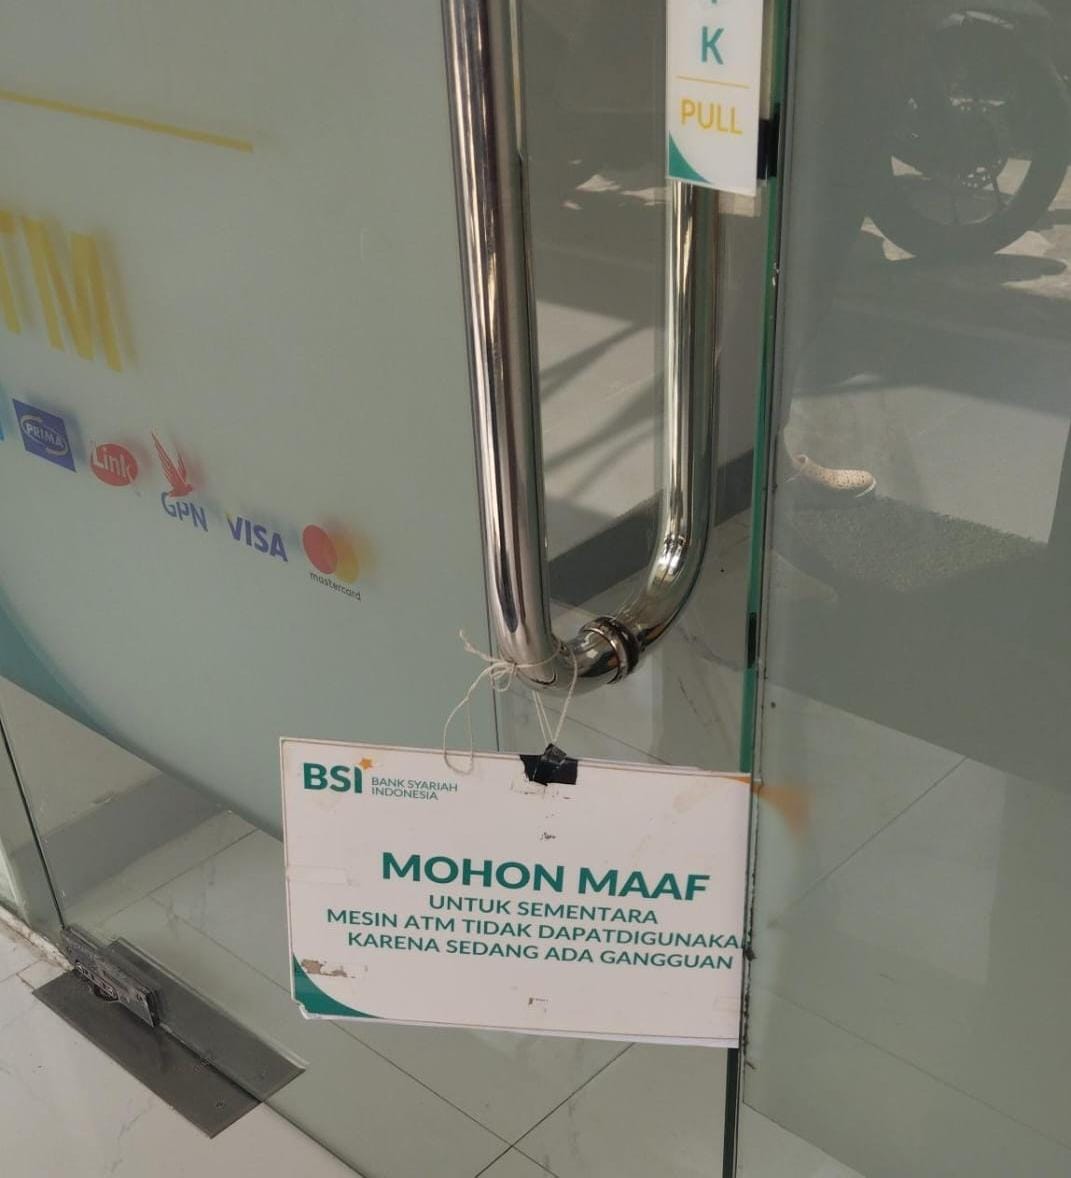 K
PULL
TM
PRIMA
Link
GPN
VISA
mastercard
BSI
BANK SYARIAH
INDONESIA
MOHON MAAF
UNTUK SEMENTARA
MESIN ATM TIDAK DAPATDIGUNAKA
KARENA SEDANG ADA GANGGUAN